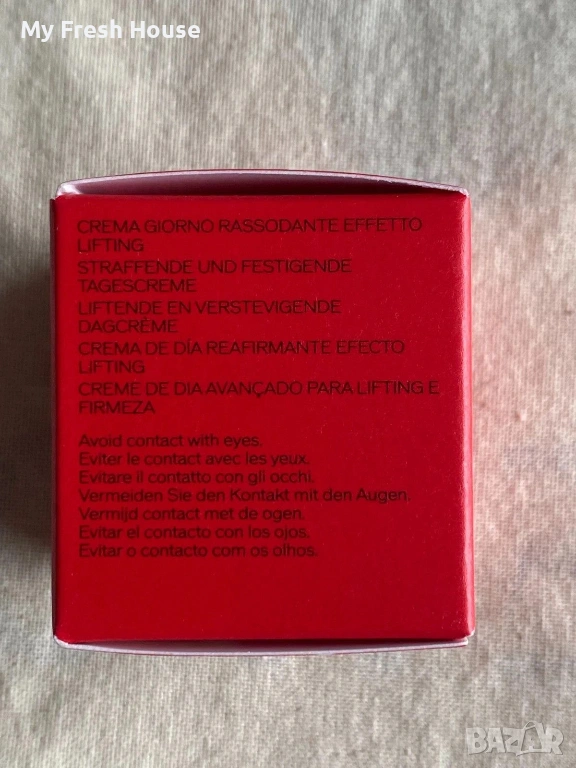 My Fresh House
CREMA GIORNO RASSODANTE EFFETTO
LIFTING
STRAFFENDE UND FESTIGENDE
TAGESCREME
LIFTENDE EN VERSTEVIGENDE
DAGCRÈME
CREMA DE DÍA REAFIRMANTE EFECTO
LIFTING
CREME DE DIA AVANÇADO PARA LIFTING E
FIRMEZA
Avoid contact with eyes.
Eviter le contact avec les yeux.
Evitare il contatto con gli occhi.
Vermeiden Sie den Kontakt mit den Augen.
Vermijd contact met de ogen.
Evitar el contacto con los ojos.
Evitar o contacto com os olhos.
BAZAR